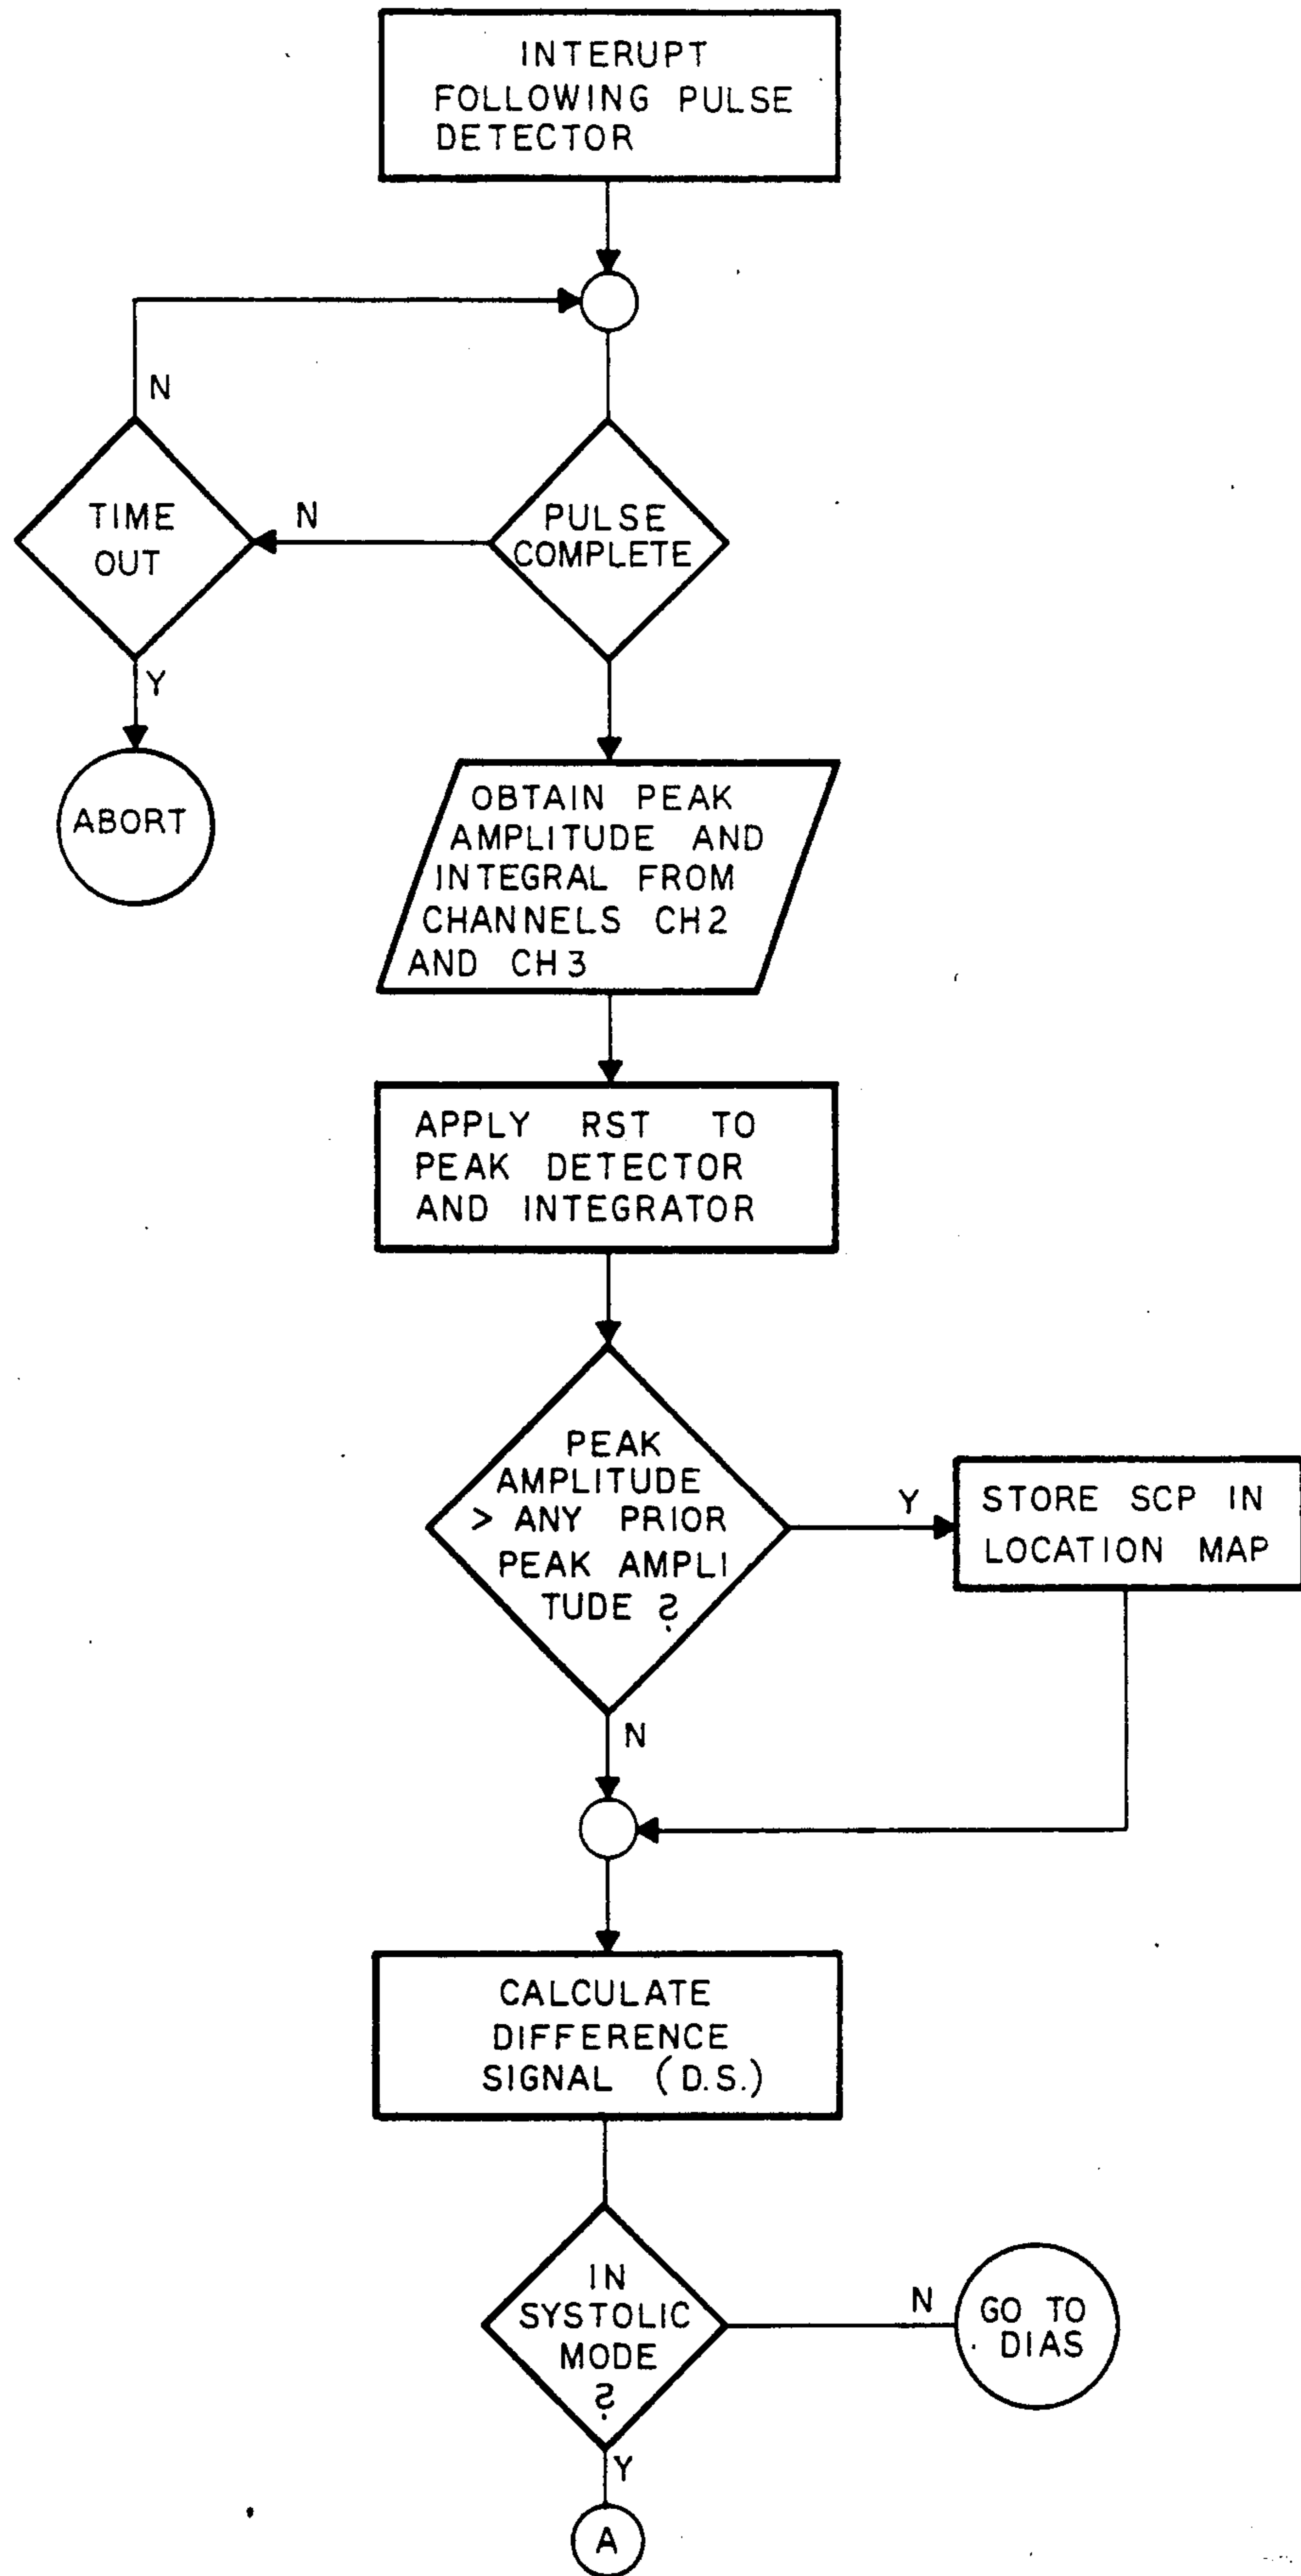 INTERUPT
FOLLOWING PULSE
DETECTOR
N
TIME
OUT
N
PULSE
COMPLETE
Y
ABORT
OBTAIN PEAK
AMPLITUDE AND
INTEGRAL FROM
CHANNELS CH2
AND CH3
APPLY RST TO
PEAK DETECTOR
AND INTEGRATOR
PEAK
AMPLITUDE
> ANY PRIOR
PEAK AMPLI
TUDE ?
Y
STORE SCP IN
LOCATION MAP
N
CALCULATE
DIFFERENCE
SIGNAL (D.S.)
IN
SYSTOLIC
MODE
?
N
GO TO
DIAS
Y
A